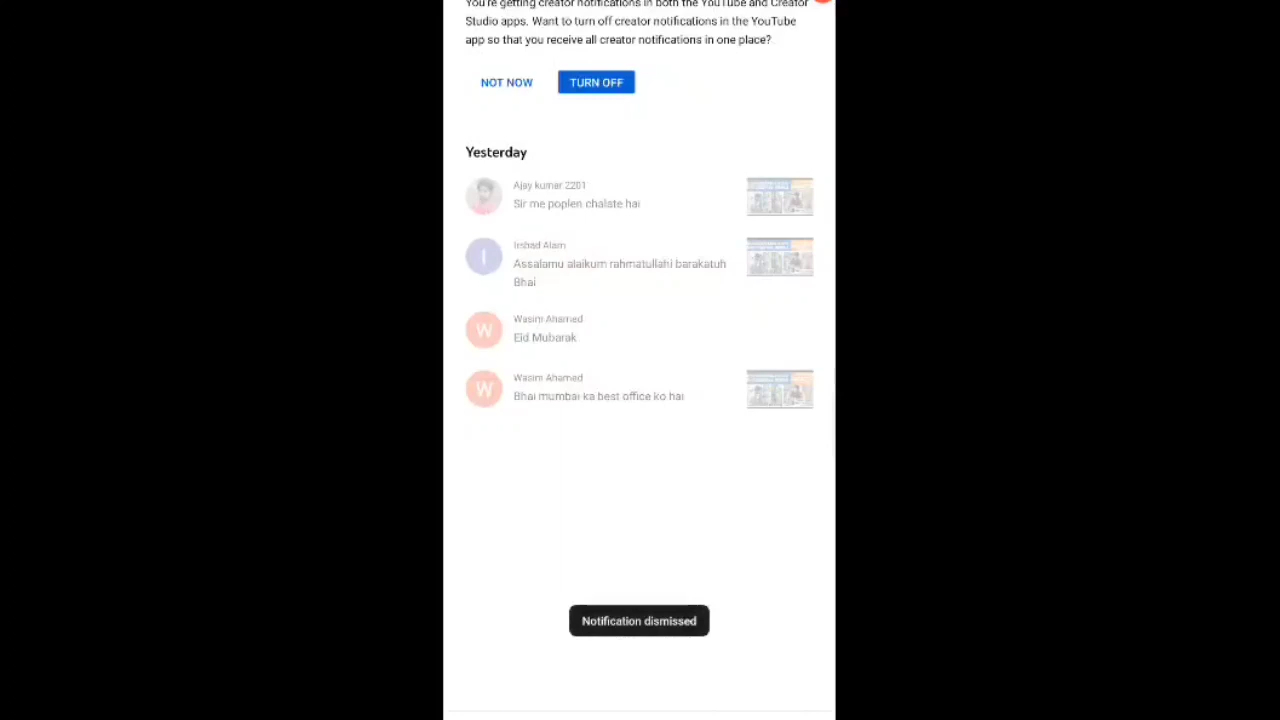 You're getting creator notifications in both the YouTube and Creator
Studio apps. Want to turn off creator notifications in the YouTube
app so that you receive all creator notifications in one place?
NOT NOW TURN OFF
Yesterday
Ajay kumar 2201
Sir me poplen chalate hai
Irshad Alam
I
Assalamu alaikum rahmatullahi barakatuh
Bhai
Wasim Ahamed
W
Eid Mubarak
Wasim Ahamed
W
Bhai mumbai ka best office ko hai
Notification dismissed